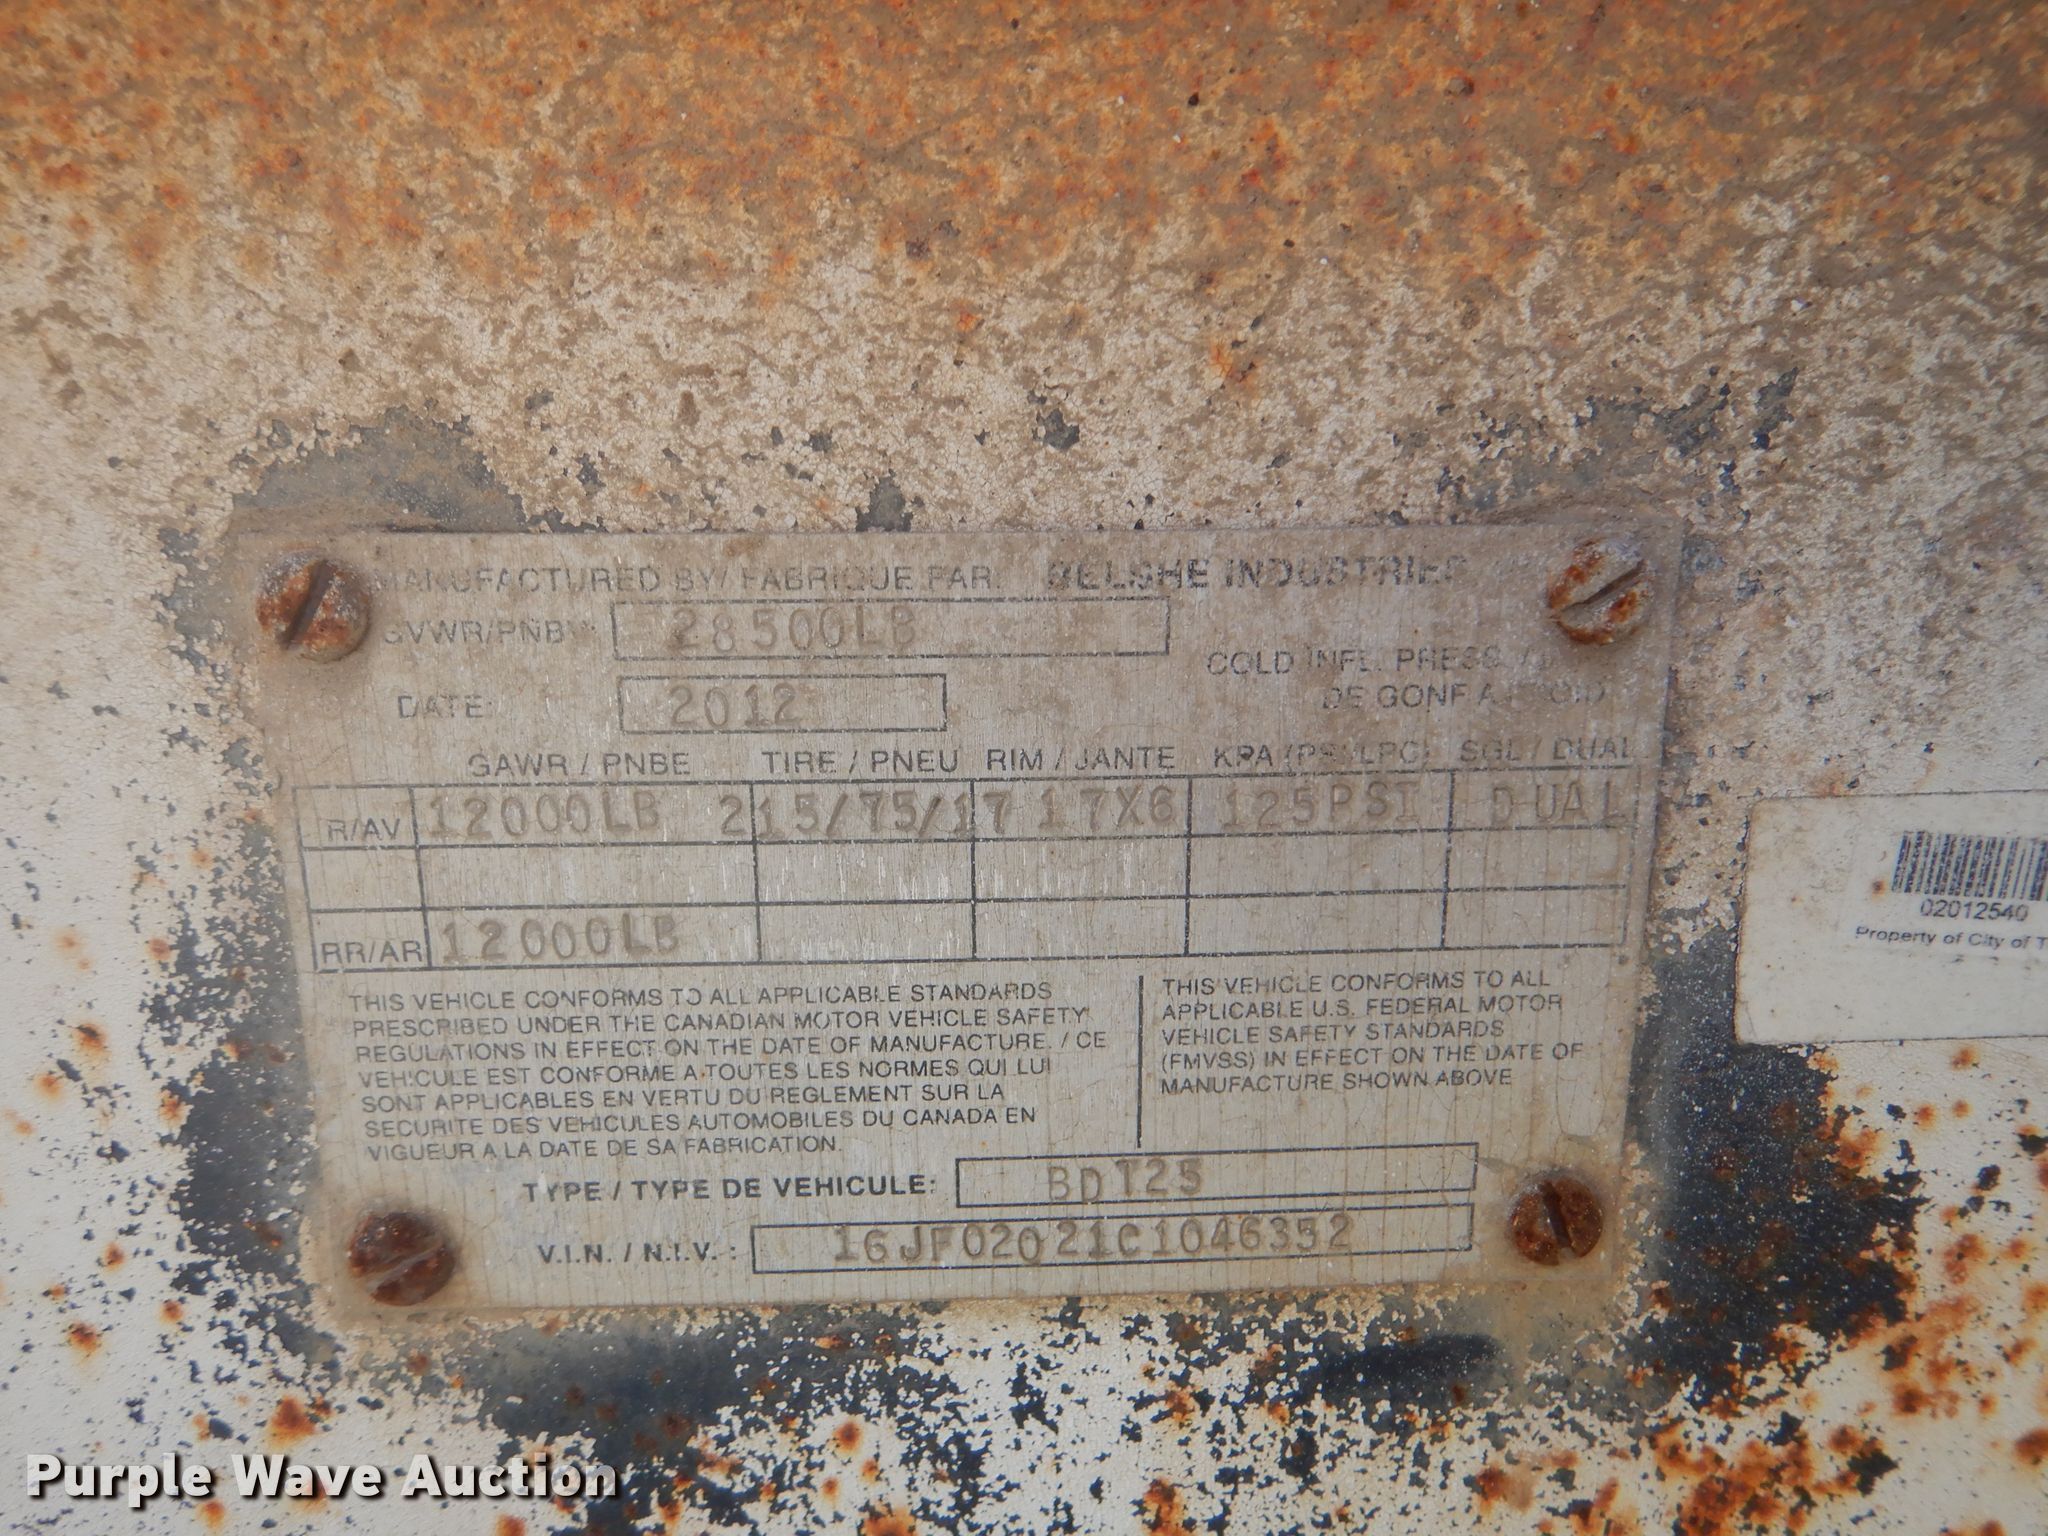 MANUFACTURED BY / FABRIQUE PAR: BELSHE INDUSTRIES
GVWR/PNBV: 28500LB
COLD INFL. PRESS. /
DATE: 2012
DE GONF A FROID
GAWR / PNBE TIRE / PNEU RIM / JANTE KPA (PSI/LPC) SGL / DUAL
R/AV 12000LB 215/75/17 17X6 125PSI DUAL
RR/AR 12000LB
THIS VEHICLE CONFORMS TO ALL APPLICABLE STANDARDS
PRESCRIBED UNDER THE CANADIAN MOTOR VEHICLE SAFETY
REGULATIONS IN EFFECT ON THE DATE OF MANUFACTURE. / CE
VEHICULE EST CONFORME A TOUTES LES NORMES QUI LUI
SONT APPLICABLES EN VERTU DU REGLEMENT SUR LA
SECURITE DES VEHICULES AUTOMOBILES DU CANADA EN
VIGUEUR A LA DATE DE SA FABRICATION.
THIS VEHICLE CONFORMS TO ALL
APPLICABLE U.S. FEDERAL MOTOR
VEHICLE SAFETY STANDARDS
(FMVSS) IN EFFECT ON THE DATE OF
MANUFACTURE SHOWN ABOVE
TYPE / TYPE DE VEHICULE: BDT25
V.I.N. / N.I.V. : 16JF02021C1046352
02012540
Property of City of T
Purple Wave Auction